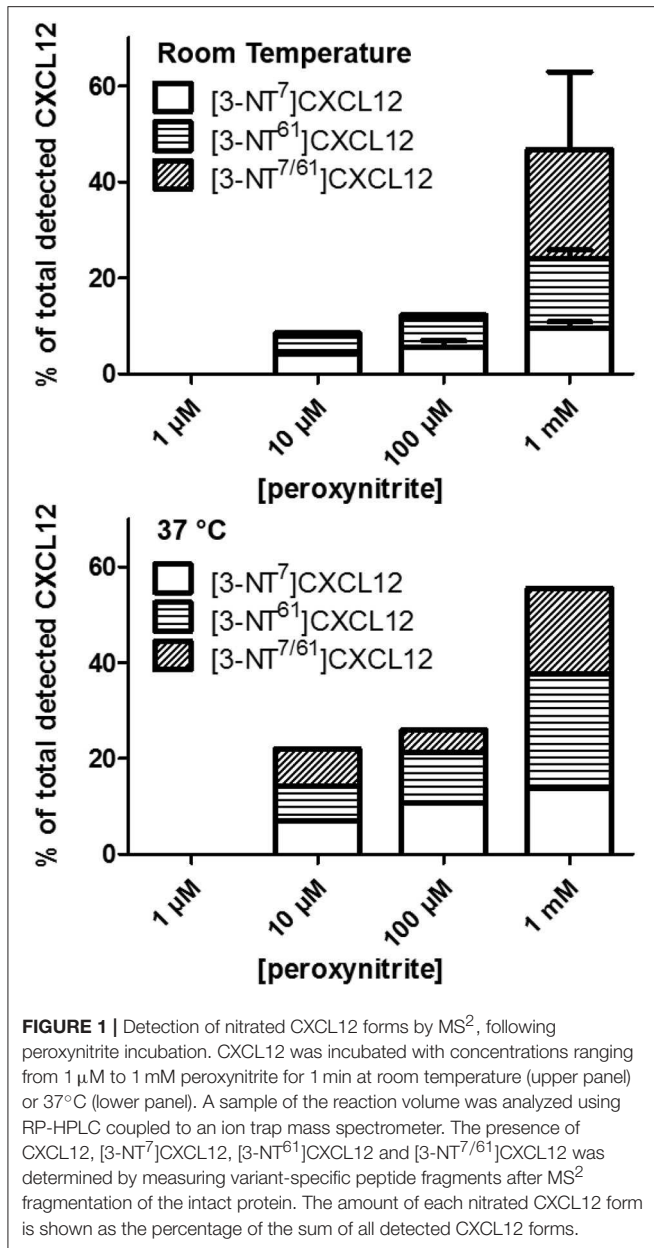 Room Temperature
[3-NT⁷]CXCL12
[3-NT⁶¹]CXCL12
[3-NT⁷/⁶¹]CXCL12
% of total detected CXCL12
60
40
20
0
1 µM
10 µM
100 µM
1 mM
[peroxynitrite]
37 °C
[3-NT⁷]CXCL12
[3-NT⁶¹]CXCL12
[3-NT⁷/⁶¹]CXCL12
% of total detected CXCL12
60
40
20
0
1 µM
10 µM
100 µM
1 mM
[peroxynitrite]
FIGURE 1 | Detection of nitrated CXCL12 forms by MS², following
peroxynitrite incubation. CXCL12 was incubated with concentrations ranging
from 1 µM to 1 mM peroxynitrite for 1 min at room temperature (upper panel)
or 37°C (lower panel). A sample of the reaction volume was analyzed using
RP-HPLC coupled to an ion trap mass spectrometer. The presence of
CXCL12, [3-NT⁷]CXCL12, [3-NT⁶¹]CXCL12 and [3-NT⁷/⁶¹]CXCL12 was
determined by measuring variant-specific peptide fragments after MS²
fragmentation of the intact protein. The amount of each nitrated CXCL12 form
is shown as the percentage of the sum of all detected CXCL12 forms.